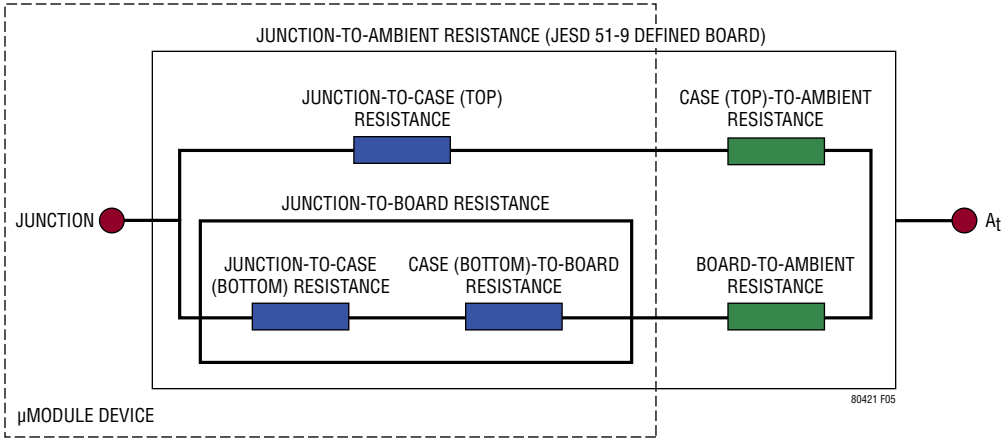 JUNCTION-TO-AMBIENT RESISTANCE (JESD 51-9 DEFINED BOARD)
JUNCTION-TO-CASE (TOP)
RESISTANCE
CASE (TOP)-TO-AMBIENT
RESISTANCE
JUNCTION-TO-BOARD RESISTANCE
JUNCTION
At
JUNCTION-TO-CASE
(BOTTOM) RESISTANCE
CASE (BOTTOM)-TO-BOARD
RESISTANCE
BOARD-TO-AMBIENT
RESISTANCE
80421 F05
µMODULE DEVICE